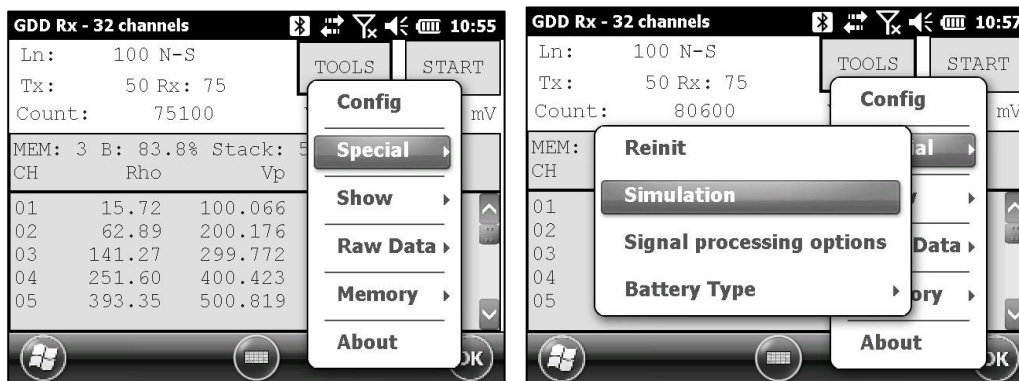 GDD Rx - 32 channels 10:55
Ln: 100 N-S
TOOLS START
Tx: 50 Rx: 75
Count: 75100 mV
MEM: 3 B: 83.8% Stack: 5
CH Rho Vp
01 15.72 100.066
02 62.89 200.176
03 141.27 299.772
04 251.60 400.423
05 393.35 500.819
Config
Special
Show
Raw Data
Memory
About
OK
GDD Rx - 32 channels 10:57
Ln: 100 N-S
TOOLS START
Tx: 50 Rx: 75
Count: 80600 mV
MEM:
CH
01
02
03
04
05
Config
Reinit
Simulation
Signal processing options
Battery Type
Data
About
OK